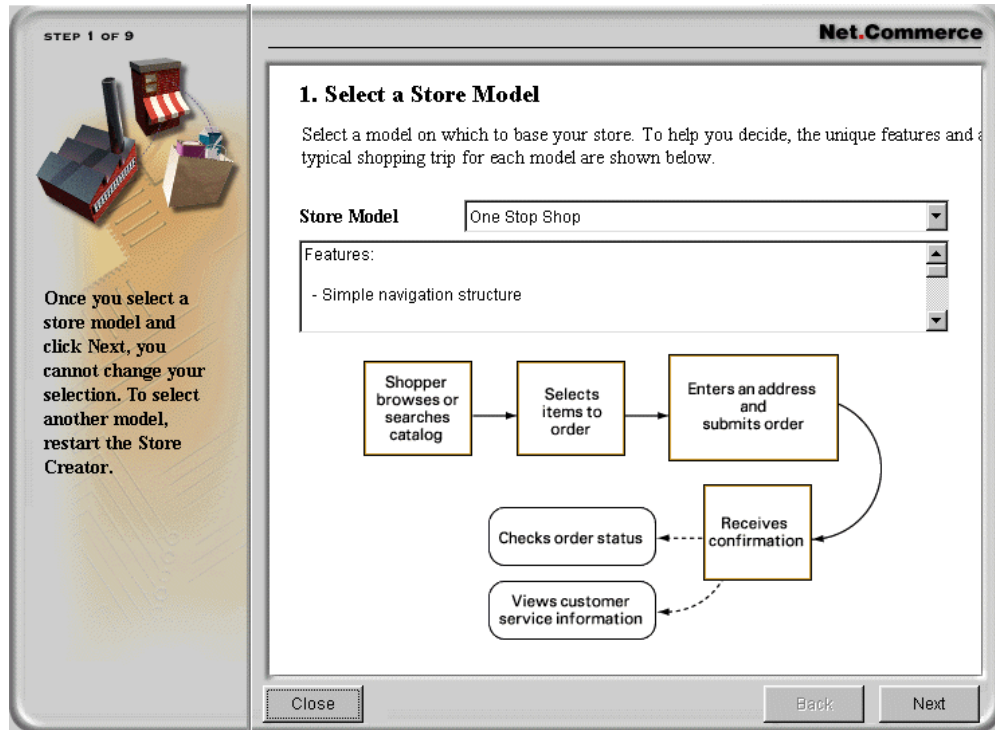 STEP 1 OF 9
Net.Commerce
Once you select a
store model and
click Next, you
cannot change your
selection. To select
another model,
restart the Store
Creator.
1. Select a Store Model
Select a model on which to base your store. To help you decide, the unique features and a
typical shopping trip for each model are shown below.
Store Model
One Stop Shop
Features:
- Simple navigation structure
Shopper
browses or
searches
catalog
Selects
items to
order
Enters an address
and
submits order
Receives
confirmation
Checks order status
Views customer
service information
Close
Back
Next